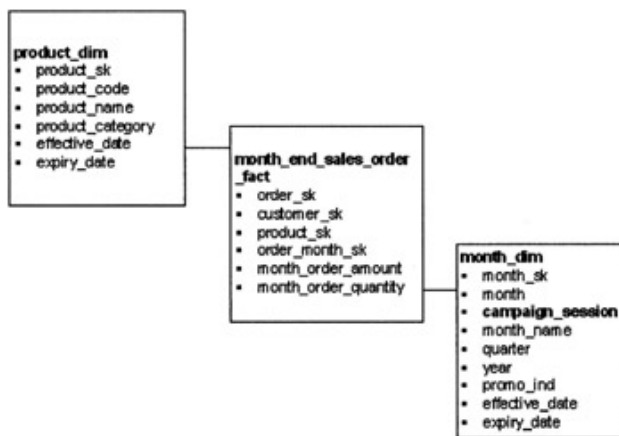 product_dim
▪ product_sk
▪ product_code
▪ product_name
▪ product_category
▪ effective_date
▪ expiry_date
month_end_sales_order
_fact
▪ order_sk
▪ customer_sk
▪ product_sk
▪ order_month_sk
▪ month_order_amount
▪ month_order_quantity
month_dim
▪ month_sk
▪ month
▪ campaign_session
▪ month_name
▪ quarter
▪ year
▪ promo_ind
▪ effective_date
▪ expiry_date